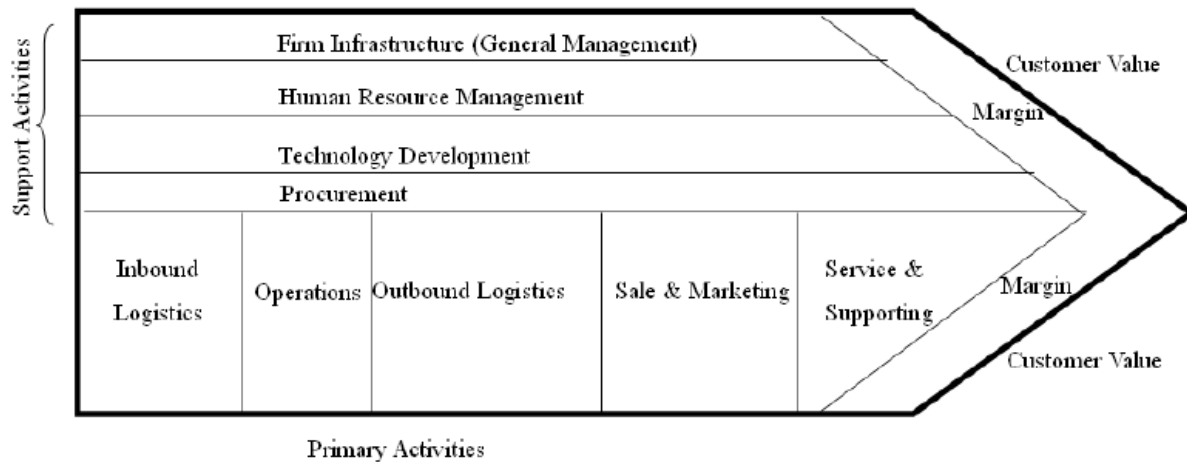 Support Activities
Firm Infrastructure (General Management)
Human Resource Management
Technology Development
Procurement
Customer Value
Margin
Inbound
Logistics
Operations
Outbound Logistics
Sale & Marketing
Service &
Supporting
Margin
Customer Value
Primary Activities